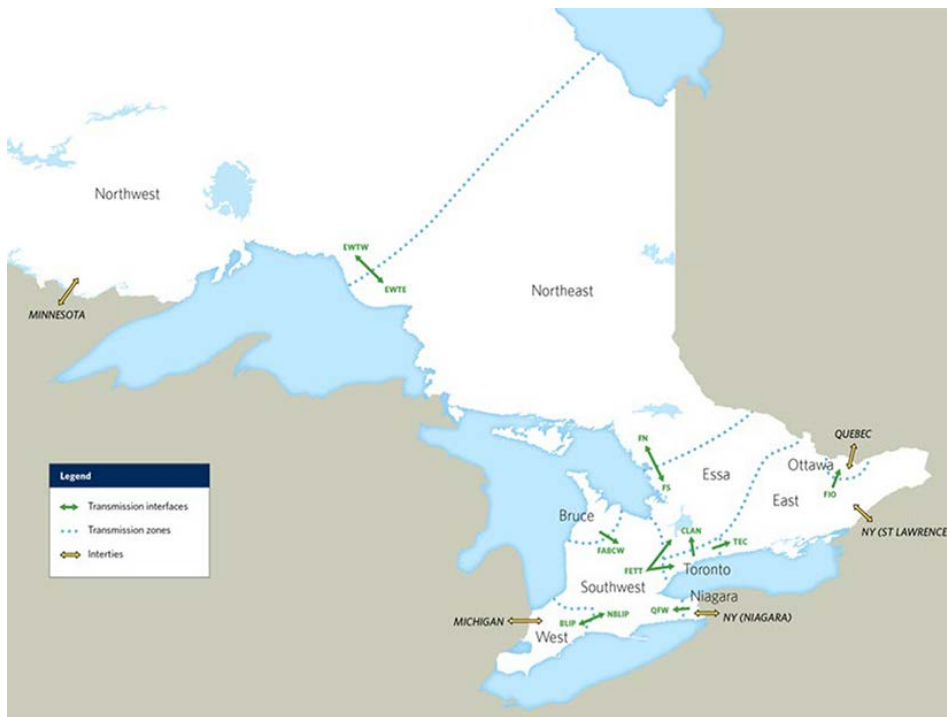 Northwest
EWTW
EWTE
Northeast
MINNESOTA
FN
FS
Essa
QUEBEC
Ottawa
East
FIO
NY (ST LAWRENCE
Legend
Transmission interfaces
Transmission zones
Interties
Bruce
FABCW
CLAN
TEC
FETT
Toronto
Southwest
Niagara
MICHIGAN
BLIP
NBLIP
QFW
NY (NIAGARA)
West